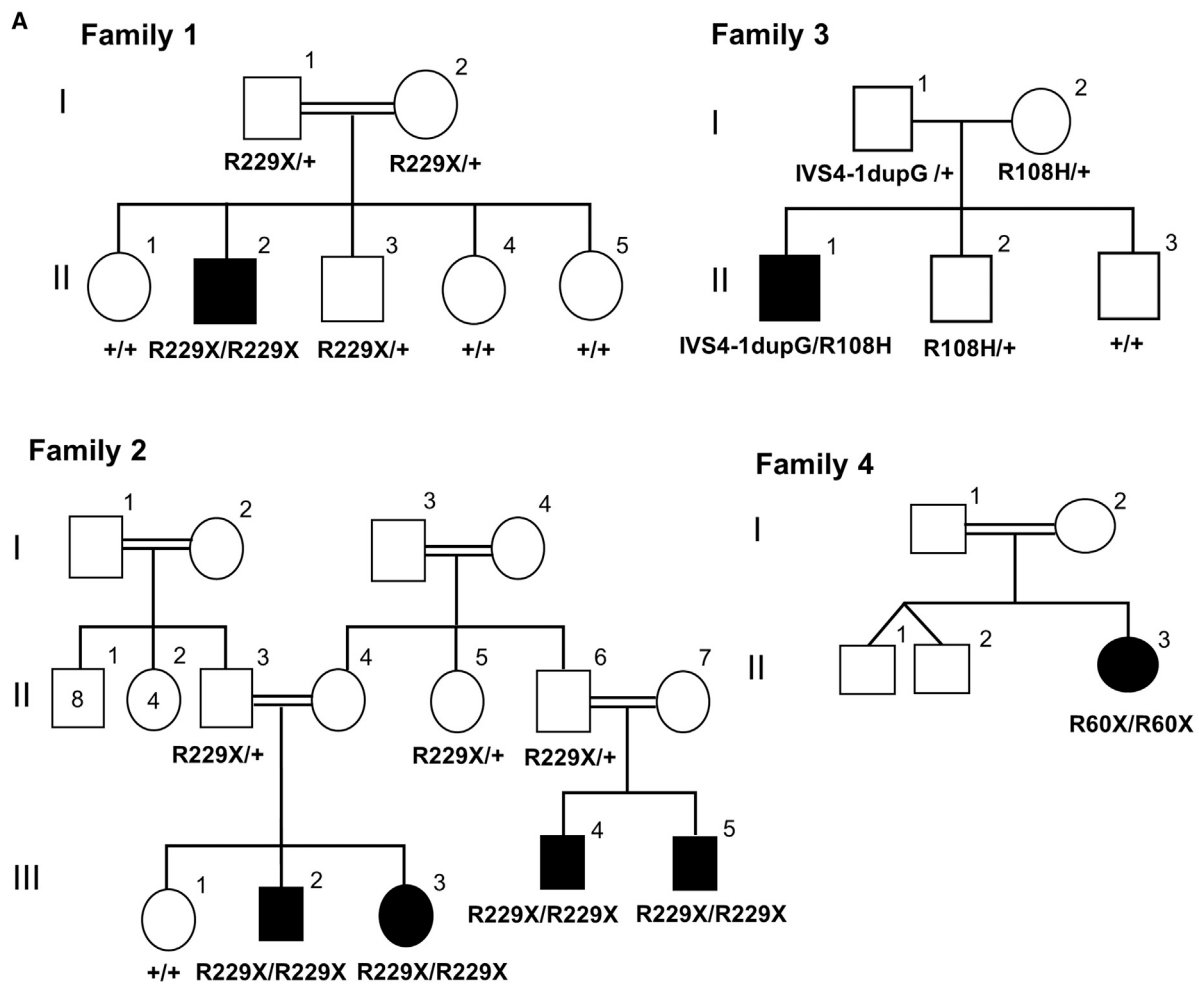 A
Family 1
1
2
I
R229X/+
R229X/+
1
2
3
4
5
II
+/+
R229X/R229X
R229X/+
+/+
+/+
Family 3
1
2
I
IVS4-1dupG /+
R108H/+
1
2
3
II
IVS4-1dupG/R108H
R108H/+
+/+
Family 2
1
2
3
4
I
1
2
3
4
5
6
7
II
8
4
R229X/+
R229X/+
R229X/+
1
2
3
4
5
III
+/+
R229X/R229X
R229X/R229X
R229X/R229X
R229X/R229X
Family 4
1
2
I
1
2
3
II
R60X/R60X